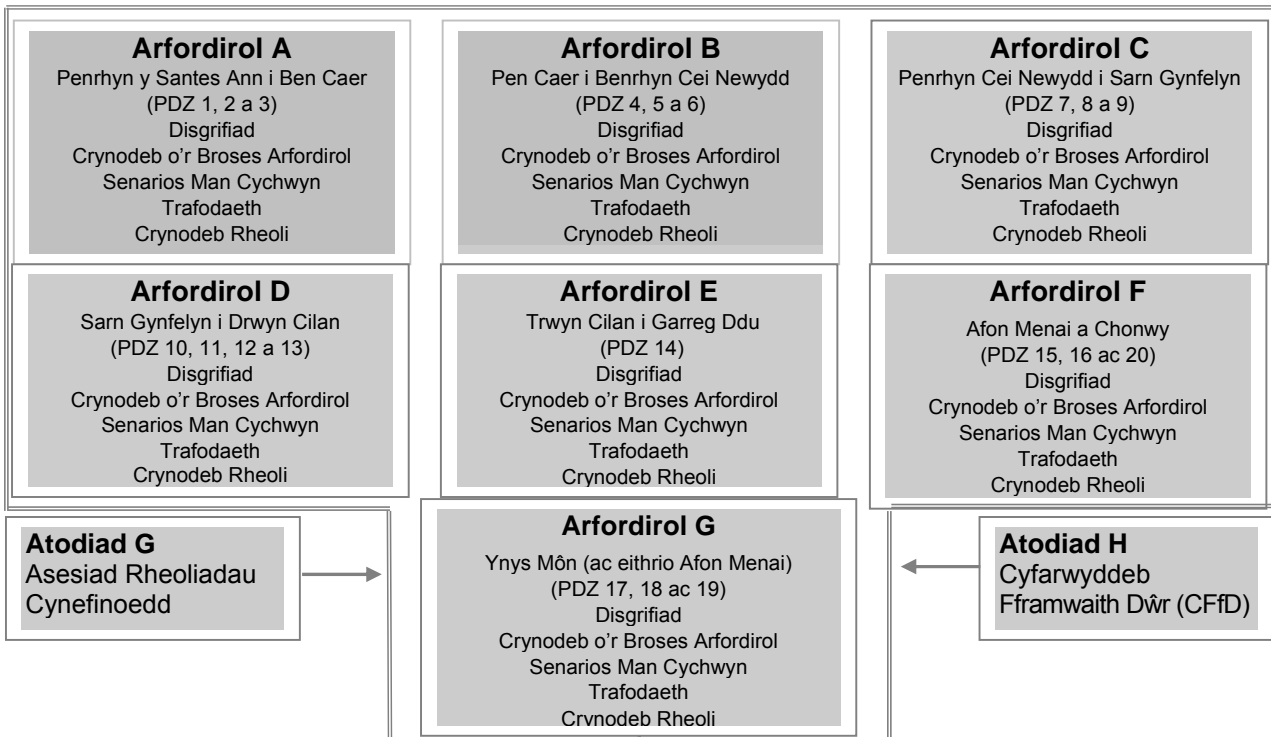 Arfordirol A
Penrhyn y Santes Ann i Ben Caer
(PDZ 1, 2 a 3)
Disgrifiad
Crynodeb o'r Broses Arfordirol
Senarios Man Cychwyn
Trafodaeth
Crynodeb Rheoli
Arfordirol B
Pen Caer i Benrhyn Cei Newydd
(PDZ 4, 5 a 6)
Disgrifiad
Crynodeb o'r Broses Arfordirol
Senarios Man Cychwyn
Trafodaeth
Crynodeb Rheoli
Arfordirol C
Penrhyn Cei Newydd i Sarn Gynfelyn
(PDZ 7, 8 a 9)
Disgrifiad
Crynodeb o'r Broses Arfordirol
Senarios Man Cychwyn
Trafodaeth
Crynodeb Rheoli
Arfordirol D
Sarn Gynfelyn i Drwyn Cilan
(PDZ 10, 11, 12 a 13)
Disgrifiad
Crynodeb o'r Broses Arfordirol
Senarios Man Cychwyn
Trafodaeth
Crynodeb Rheoli
Arfordirol E
Trwyn Cilan i Garreg Ddu
(PDZ 14)
Disgrifiad
Crynodeb o'r Broses Arfordirol
Senarios Man Cychwyn
Trafodaeth
Crynodeb Rheoli
Arfordirol F
Afon Menai a Chonwy
(PDZ 15, 16 ac 20)
Disgrifiad
Crynodeb o'r Broses Arfordirol
Senarios Man Cychwyn
Trafodaeth
Crynodeb Rheoli
Atodiad G
Asesiad Rheoliadau
Cynefinoedd
Arfordirol G
Ynys Môn (ac eithrio Afon Menai)
(PDZ 17, 18 ac 19)
Disgrifiad
Crynodeb o'r Broses Arfordirol
Senarios Man Cychwyn
Trafodaeth
Crynodeb Rheoli
Atodiad H
Cyfarwyddeb
Fframwaith Dŵr (CFfD)